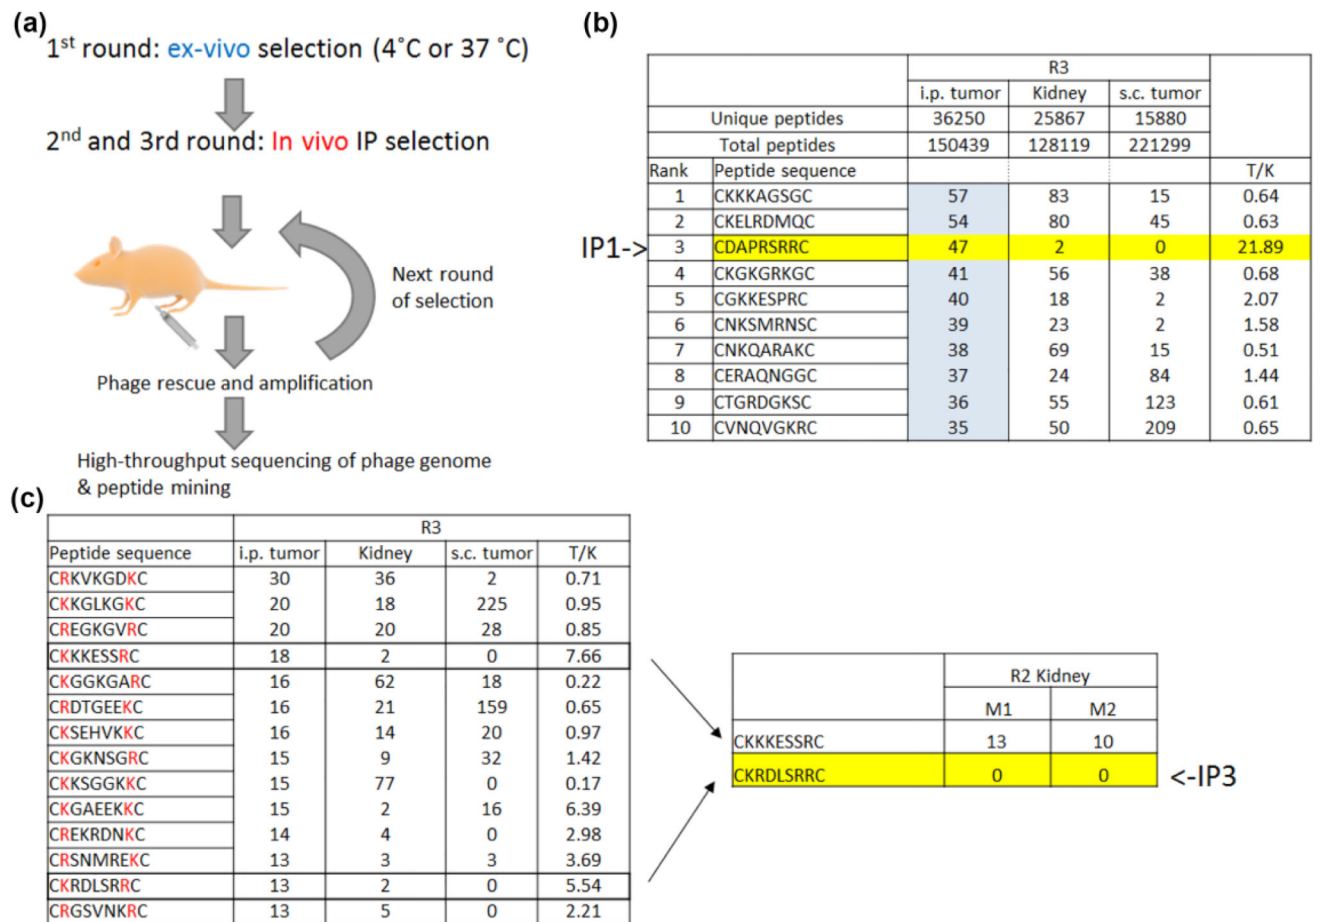 (a)
1st round: ex-vivo selection (4˚C or 37 ˚C)
2nd and 3rd round: In vivo IP selection
Next round
of selection
Phage rescue and amplification
High-throughput sequencing of phage genome
& peptide mining
(b)
R3
i.p. tumor Kidney s.c. tumor
Unique peptides 36250 25867 15880
Total peptides 150439 128119 221299
Rank Peptide sequence T/K
1 CKKKAGSGC 57 83 15 0.64
2 CKELRDMQC 54 80 45 0.63
IP1-> 3 CDAPRSRRC 47 2 0 21.89
4 CKGKGRKGC 41 56 38 0.68
5 CGKKESPRC 40 18 2 2.07
6 CNKSMRNSC 39 23 2 1.58
7 CNKQARAKC 38 69 15 0.51
8 CERAQNGGC 37 24 84 1.44
9 CTGRDGKSC 36 55 123 0.61
10 CVNQVGKRC 35 50 209 0.65
(c)
R3
Peptide sequence i.p. tumor Kidney s.c. tumor T/K
CRKVKGDKC 30 36 2 0.71
CKKGLKGKC 20 18 225 0.95
CREGKGVRC 20 20 28 0.85
CKKKESSRC 18 2 0 7.66
CKGGKGARC 16 62 18 0.22
CRDTGEEKC 16 21 159 0.65
CKSEHVKKC 16 14 20 0.97
CKGKNSGRC 15 9 32 1.42
CKKSGGKKC 15 77 0 0.17
CKGAEEKKC 15 2 16 6.39
CREKRDNKC 14 4 0 2.98
CRSNMREKC 13 3 3 3.69
CKRDLSRRC 13 2 0 5.54
CRGSVNKRC 13 5 0 2.21
R2 Kidney
M1 M2
CKKKESSRC 13 10
CKRDLSRRC 0 0 <-IP3